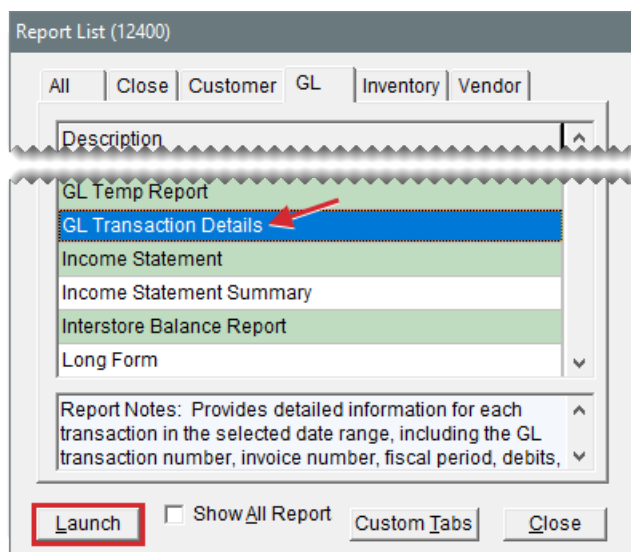 Report List (12400)
All Close Customer GL Inventory Vendor
Description
GL Temp Report
GL Transaction Details
Income Statement
Income Statement Summary
Interstore Balance Report
Long Form
Report Notes: Provides detailed information for each
transaction in the selected date range, including the GL
transaction number, invoice number, fiscal period, debits,
Launch Show All Report Custom Tabs Close